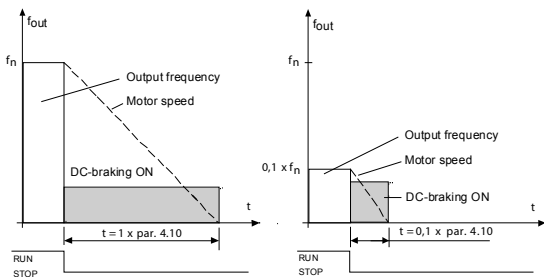 fout
fn
Output frequency
Motor speed
DC-braking ON
t
t = 1 x par. 4.10
RUN
STOP
fout
fn
Output frequency
Motor speed
0,1 x fn
DC-braking ON
t
t = 0,1 x par. 4.10
RUN
STOP